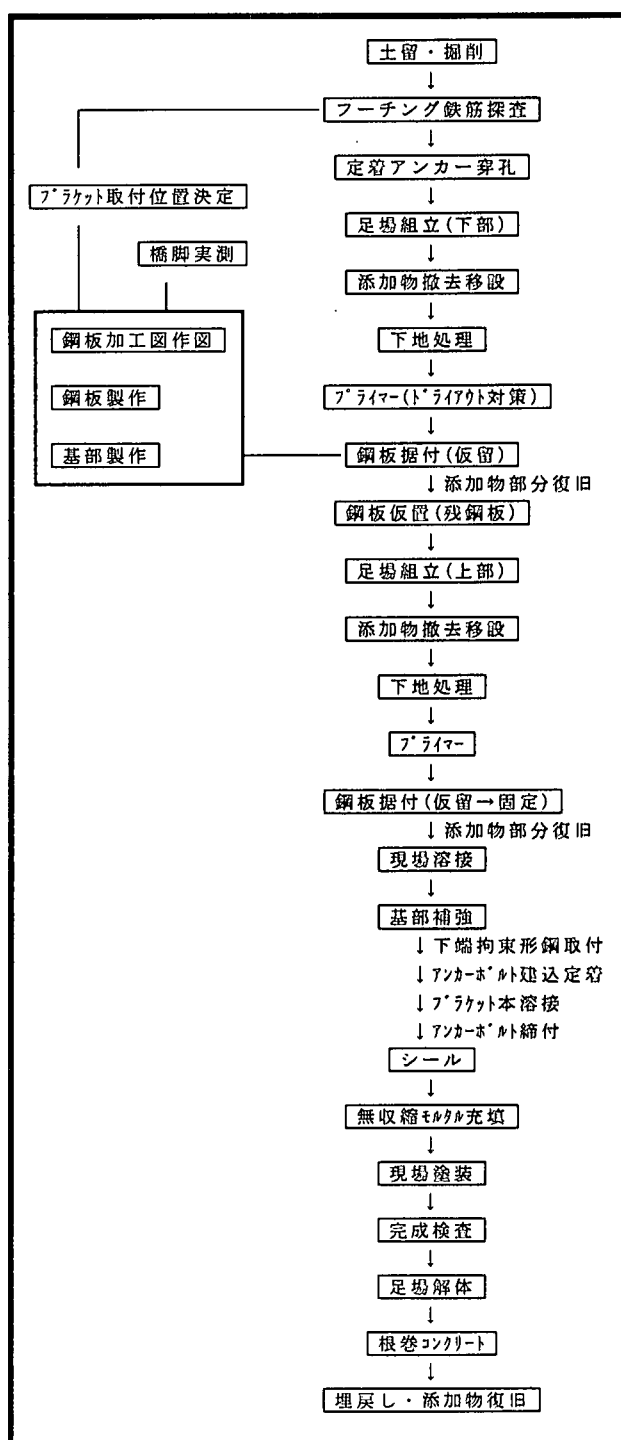 土留・掘削
↓
フーチング鉄筋探査
↓
定着アンカー穿孔
ブラケット取付位置決定
↓
足場組立(下部)
橋脚実測
↓
添加物撤去移設
↓
鋼板加工図作図
下地処理
↓
鋼板製作
プライマー(ドライアウト対策)
↓
基部製作
鋼板据付(仮留)
↓添加物部分復旧
鋼板仮置(残鋼板)
↓
足場組立(上部)
↓
添加物撤去移設
↓
下地処理
↓
プライマー
↓
鋼板据付(仮留→固定)
↓添加物部分復旧
現場溶接
↓
基部補強
↓下端拘束形鋼取付
↓アンカーボルト建込定着
↓ブラケット本溶接
↓アンカーボルト締付
シール
↓
無収縮モルタル充填
↓
現場塗装
↓
完成検査
↓
足場解体
↓
根巻コンクリート
↓
埋戻し・添加物復旧